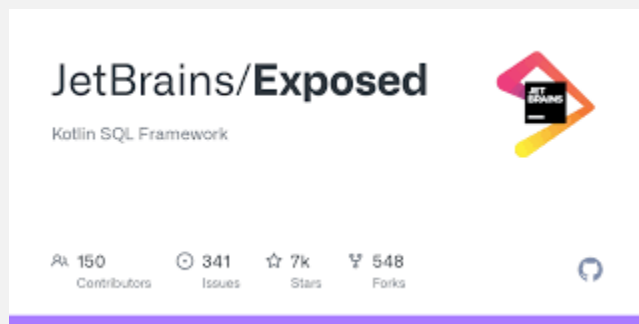 JetBrains/Exposed
JET
BRAINS
Kotlin SQL Framework
150
Contributors
341
Issues
7k
Stars
548
Forks